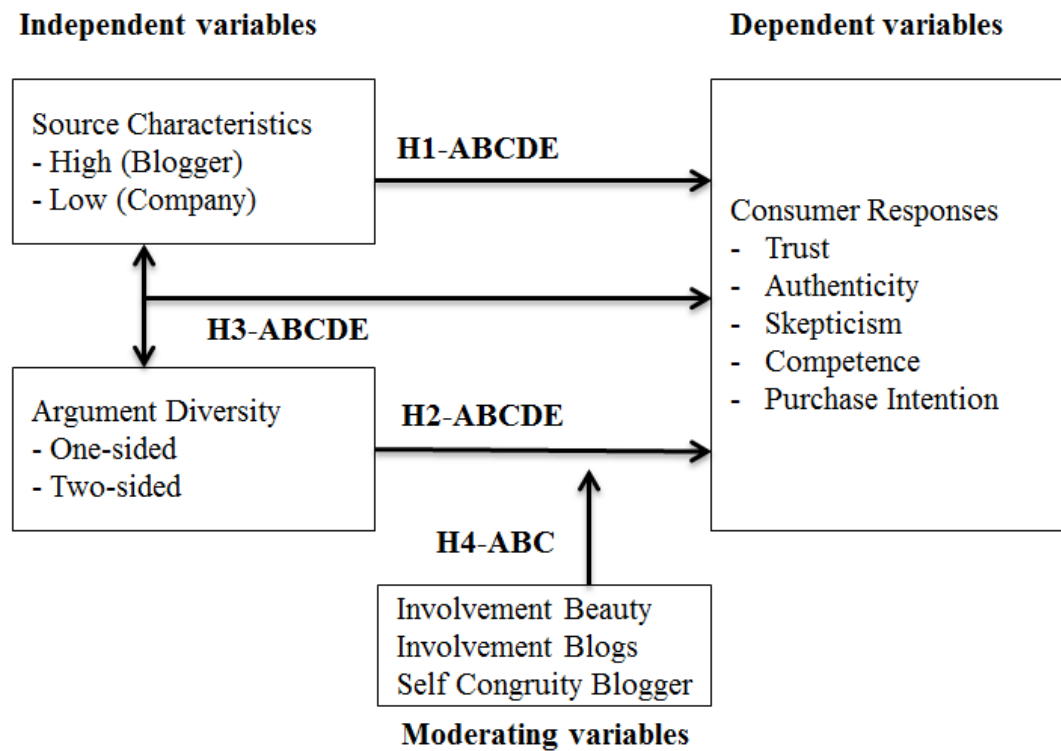 Independent variables
Dependent variables
Source Characteristics
- High (Blogger)
- Low (Company)
H1-ABCDE
Consumer Responses
- Trust
- Authenticity
- Skepticism
- Competence
- Purchase Intention
H3-ABCDE
Argument Diversity
- One-sided
- Two-sided
H2-ABCDE
H4-ABC
Involvement Beauty
Involvement Blogs
Self Congruity Blogger
Moderating variables